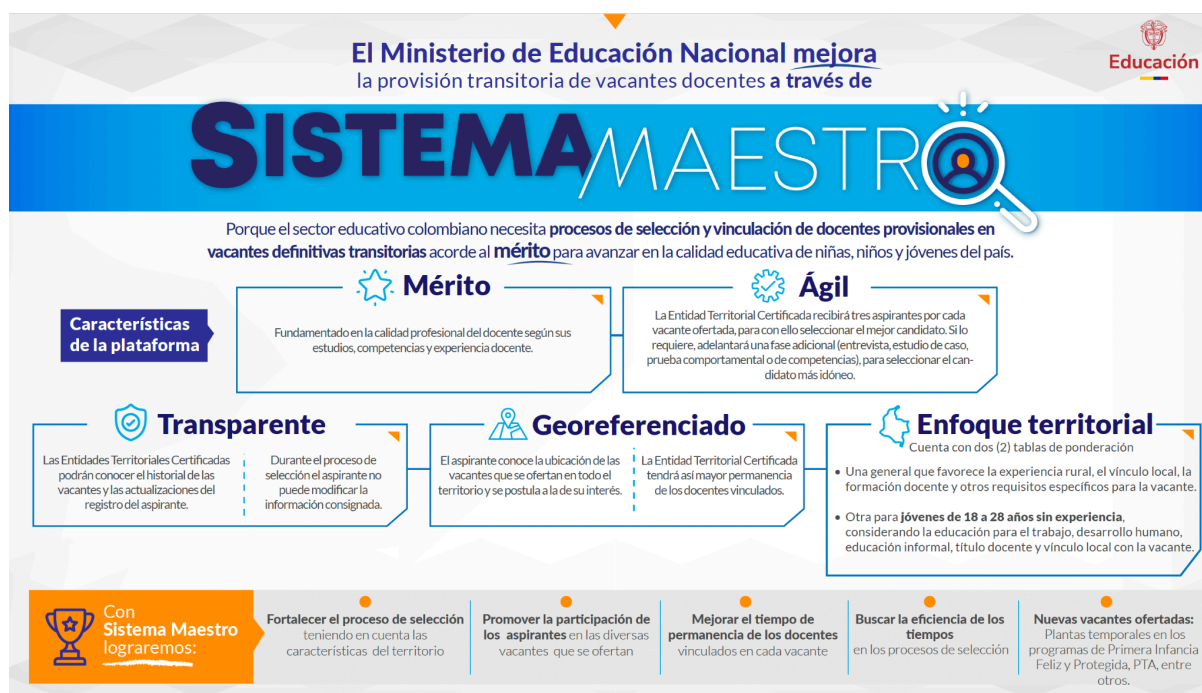 El Ministerio de Educación Nacional mejora
la provisión transitoria de vacantes docentes a través de
Educación
SISTEMA MAESTRO
Porque el sector educativo colombiano necesita procesos de selección y vinculación de docentes provisionales en
vacantes definitivas transitorias acorde al mérito para avanzar en la calidad educativa de niñas, niños y jóvenes del país.
Características
de la plataforma
Mérito
Fundamentado en la calidad profesional del docente según sus
estudios, competencias y experiencia docente.
Ágil
La Entidad Territorial Certificada recibirá tres aspirantes por cada
vacante ofertada, para con ello seleccionar el mejor candidato. Si lo
requiere, adelantará una fase adicional (entrevista, estudio de caso,
prueba comportamental o de competencias), para seleccionar el can-
didato más idóneo.
Transparente
Las Entidades Territoriales Certificadas
podrán conocer el historial de las
vacantes y las actualizaciones del
registro del aspirante.
Durante el proceso de
selección el aspirante no
puede modificar la
información consignada.
Georeferenciado
El aspirante conoce la ubicación de las
vacantes que se ofertan en todo el
territorio y se postula a la de su interés.
La Entidad Territorial Certificada
tendrá así mayor permanencia
de los docentes vinculados.
Enfoque territorial
Cuenta con dos (2) tablas de ponderación
• Una general que favorece la experiencia rural, el vínculo local, la
formación docente y otros requisitos específicos para la vacante.
• Otra para jóvenes de 18 a 28 años sin experiencia,
considerando la educación para el trabajo, desarrollo humano,
educación informal, título docente y vínculo local con la vacante.
Con
Sistema Maestro
lograremos:
Fortalecer el proceso de selección
teniendo en cuenta las
características del territorio
Promover la participación de
los aspirantes en las diversas
vacantes que se ofertan
Mejorar el tiempo de
permanencia de los docentes
vinculados en cada vacante
Buscar la eficiencia de los
tiempos
en los procesos de selección
Nuevas vacantes ofertadas:
Plantas temporales en los
programas de Primera Infancia
Feliz y Protegida, PTA, entre
otros.